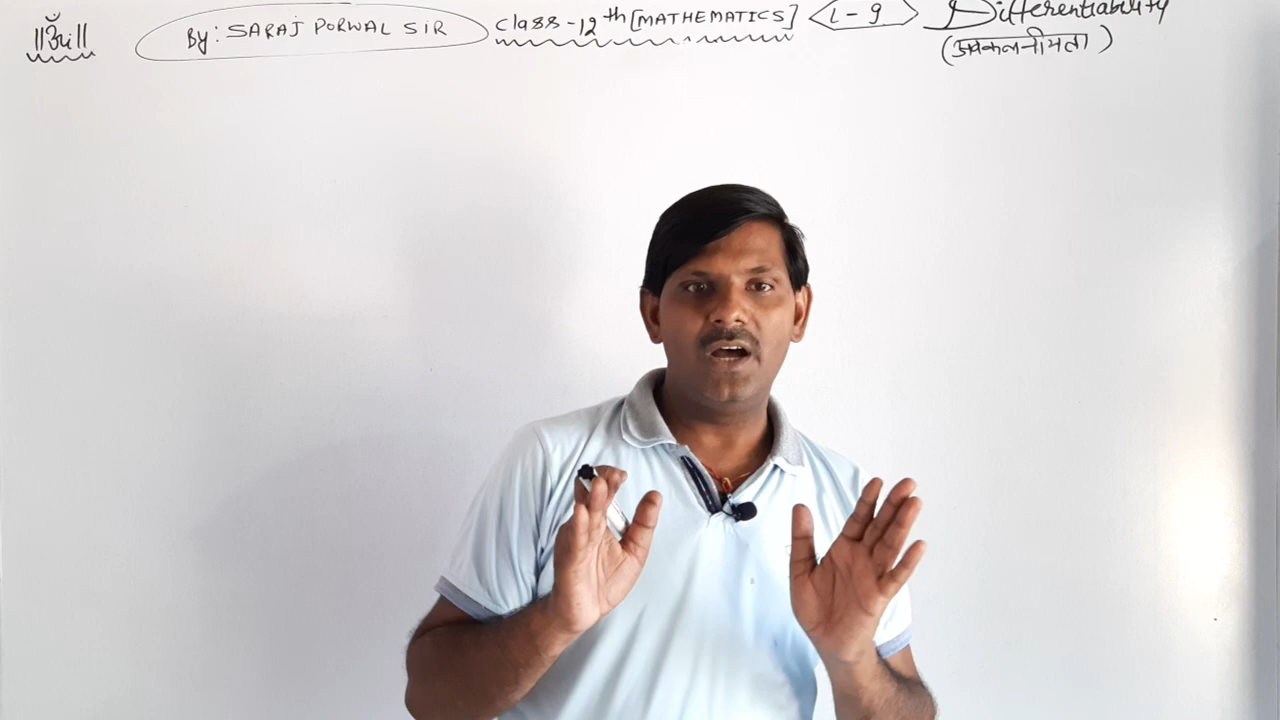 ॥ॐ॥ By: SARAJ PORWAL SIR Class-12th [MATHEMATICS] L-9 Differentiability
(अवकलनीयता)